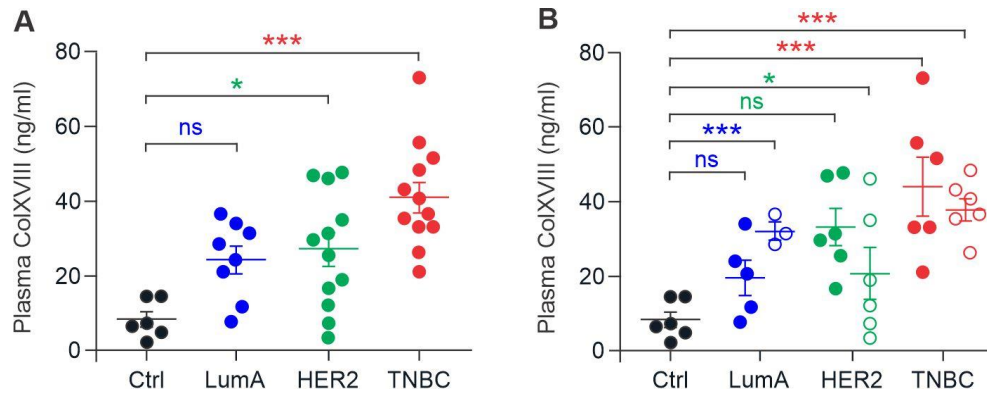 A
Plasma ColXVIII (ng/ml)
80
60
40
20
0
***
*
ns
Ctrl LumA HER2 TNBC
B
Plasma ColXVIII (ng/ml)
80
60
40
20
0
***
***
*
ns
***
ns
Ctrl LumA HER2 TNBC